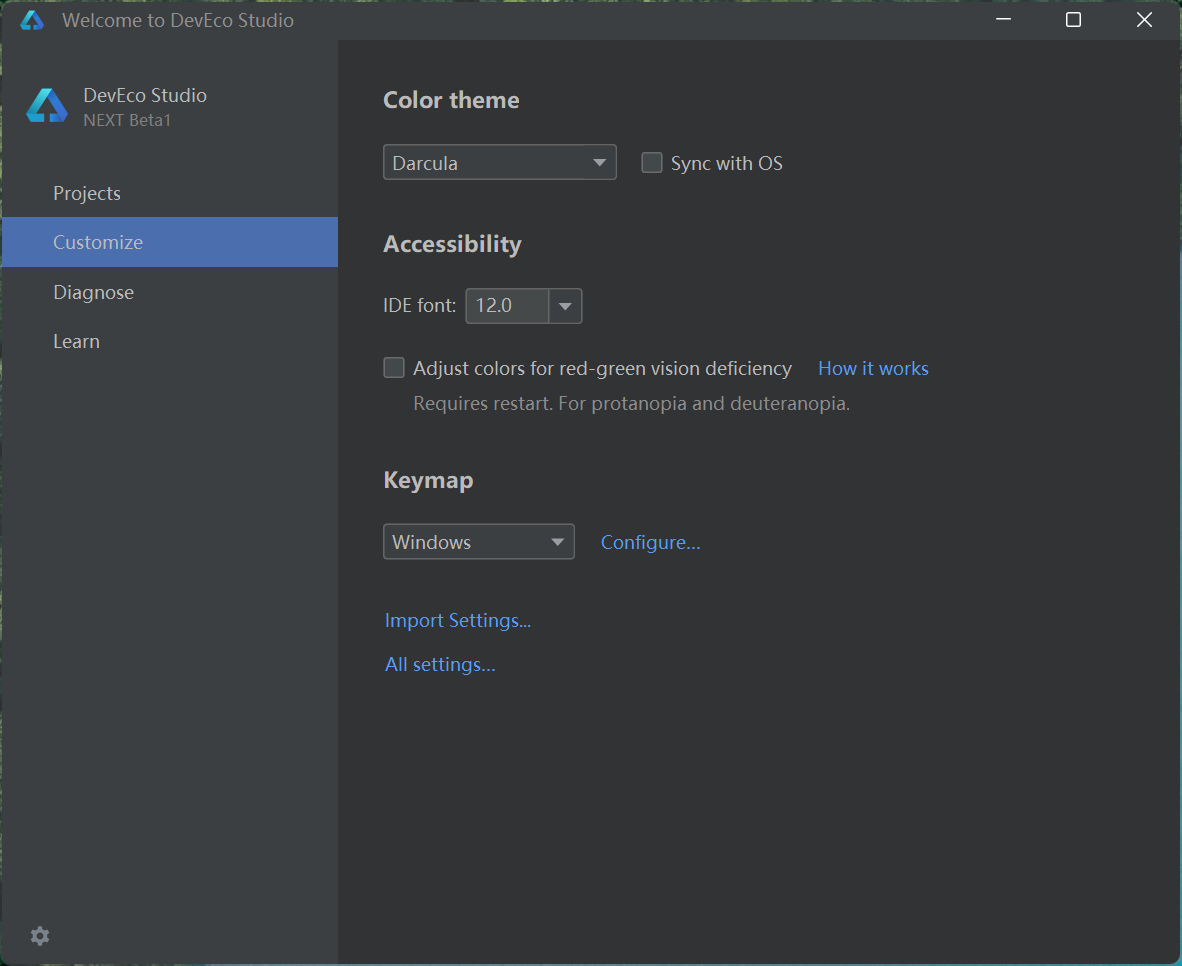 Welcome to DevEco Studio
DevEco Studio
NEXT Beta1
Projects
Customize
Diagnose
Learn
Color theme
Darcula Sync with OS
Accessibility
IDE font: 12.0
Adjust colors for red-green vision deficiency How it works
Requires restart. For protanopia and deuteranopia.
Keymap
Windows Configure...
Import Settings...
All settings...